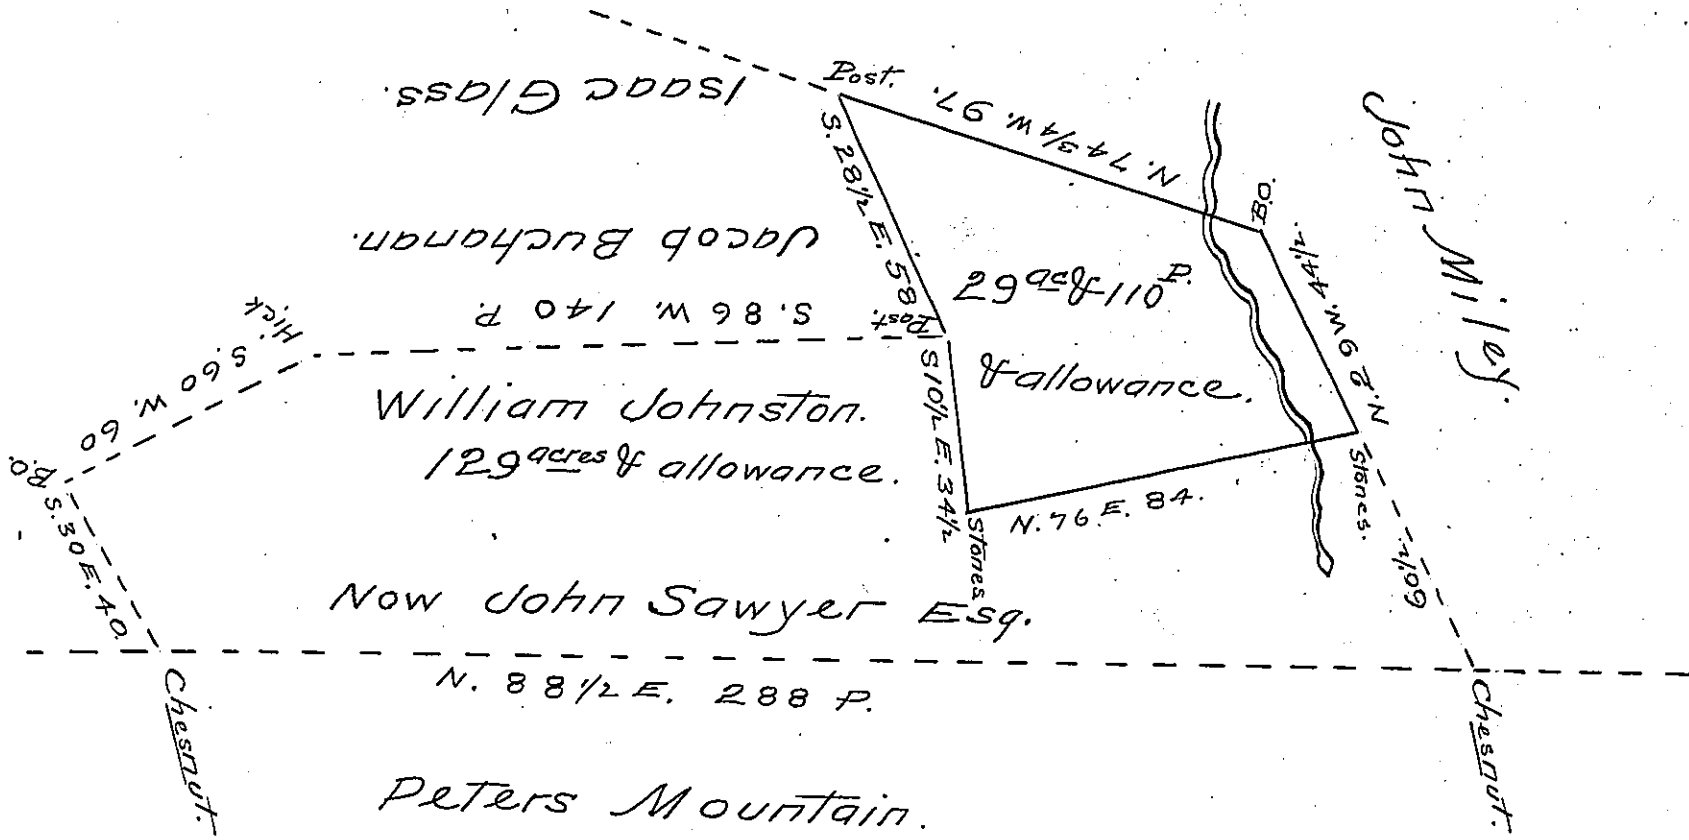 Isaac Glass.
Post.
N. 74 3/4 W. 97.
John Miley.
S. 28 1/2 E. 58
B.O.
Jacob Buchanan.
29 acs & 110 P.
& allowance.
N. 29 W. 44 1/2.
S. 86 W. 140 P.
Post.
Hick.
S. 60 W. 60
B.O.
S. 30 E. 40
William Johnston.
129 acres & allowance.
S 10 1/2 E. 34 1/2
Stones
N. 76 E. 84.
Stones.
60 1/2.
Now John Sawyer Esq.
N. 88 1/2 E. 288 P.
Chesnut.
Chesnut.
Peters Mountain.